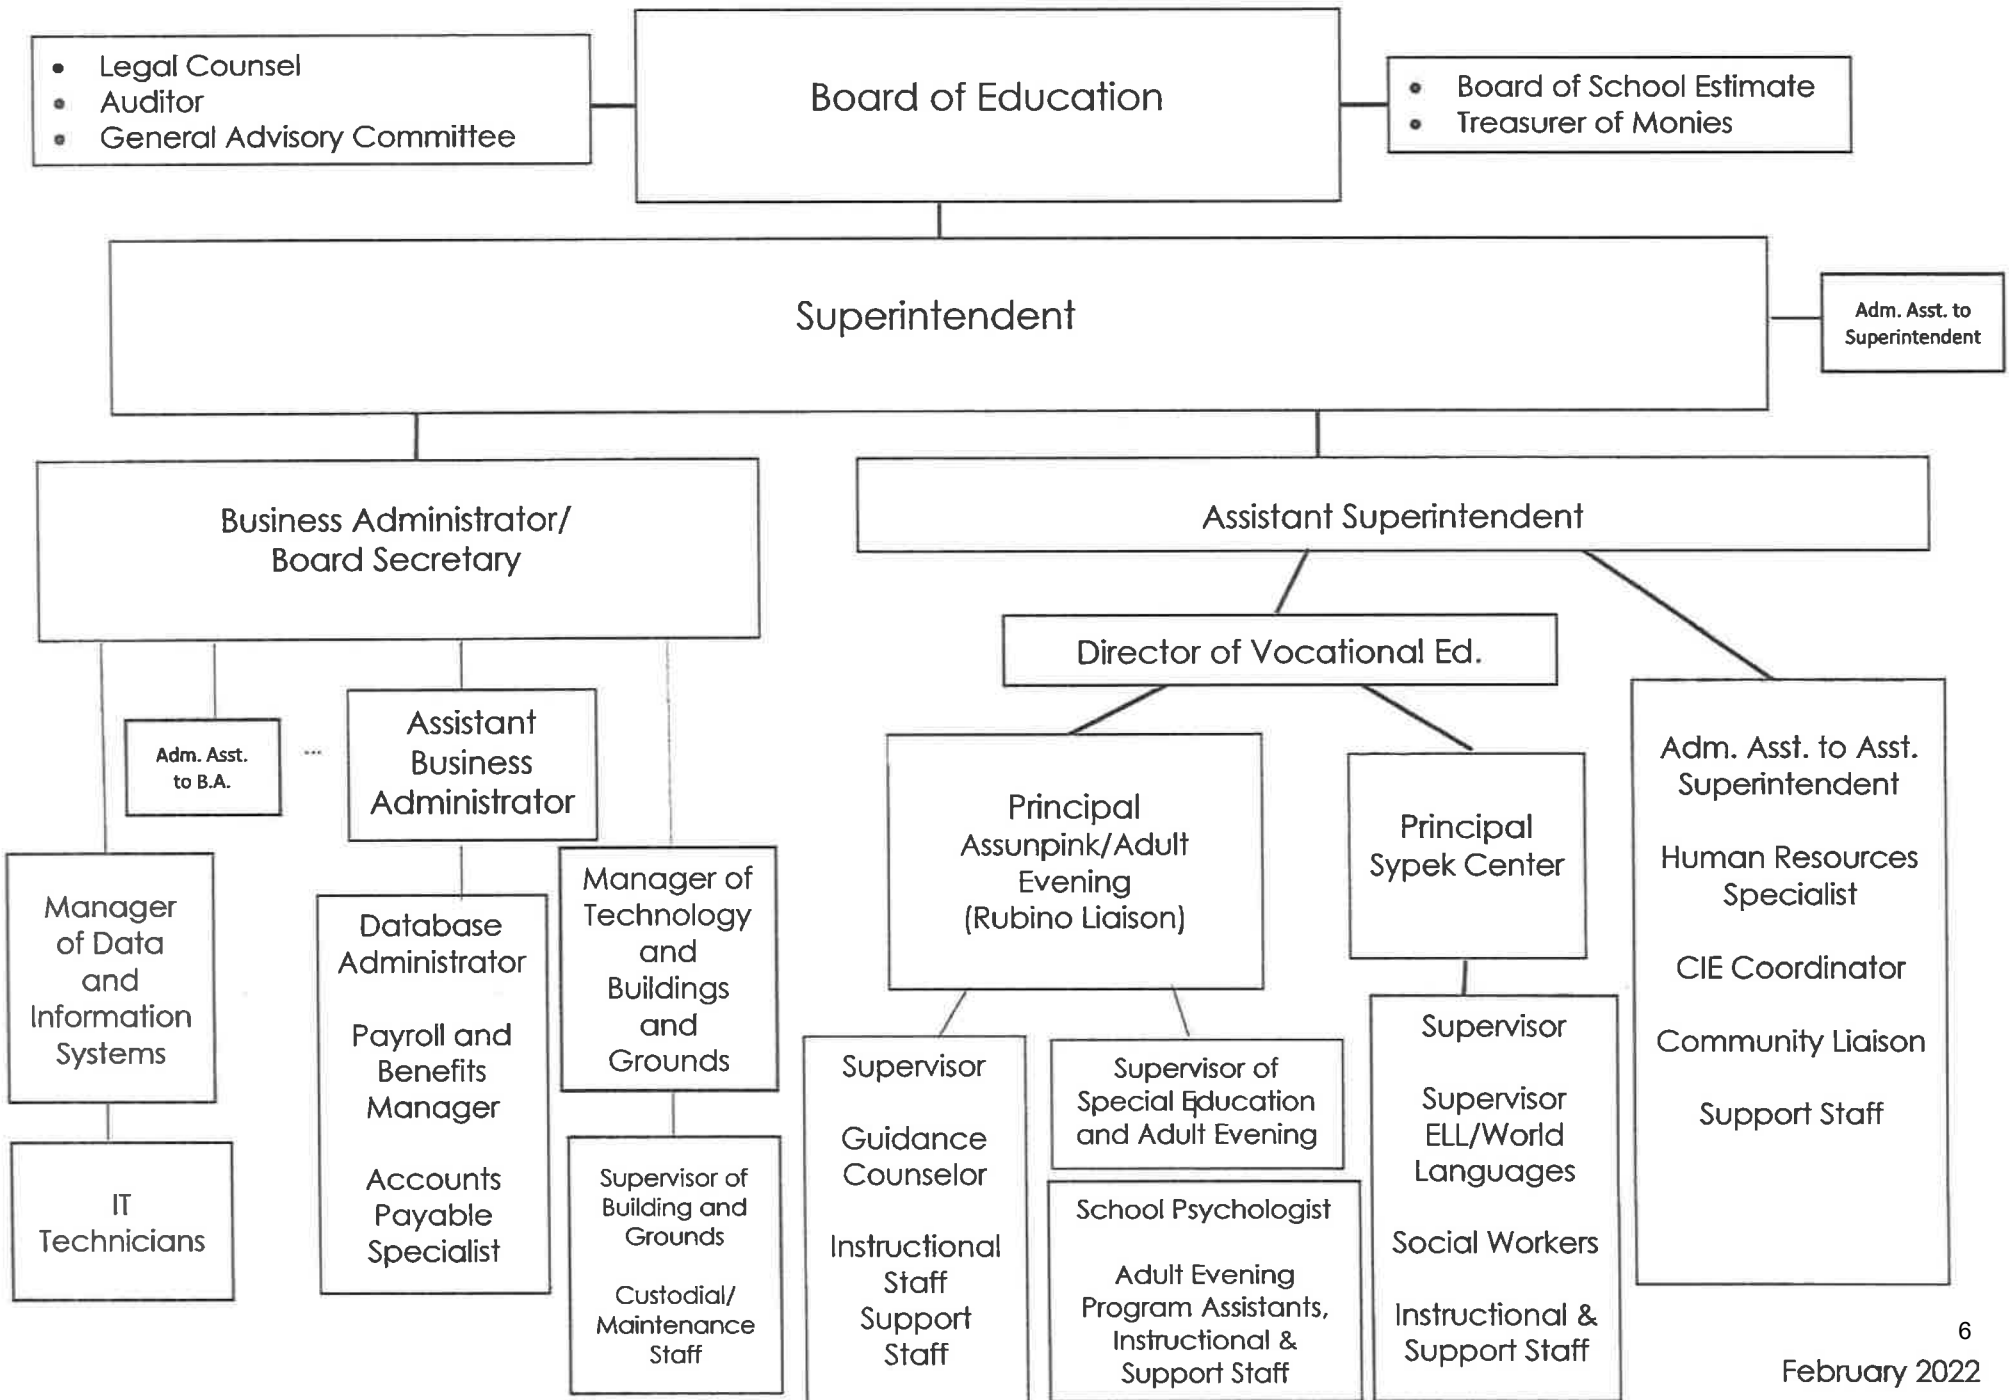 • Legal Counsel
• Auditor
• General Advisory Committee
Board of Education
• Board of School Estimate
• Treasurer of Monies
Superintendent
Adm. Asst. to
Superintendent
Business Administrator/
Board Secretary
Assistant Superintendent
Director of Vocational Ed.
Adm. Asst.
to B.A.
...
Assistant
Business
Administrator
Manager
of Data
and
Information
Systems
IT
Technicians
Database
Administrator
Payroll and
Benefits
Manager
Accounts
Payable
Specialist
Manager of
Technology
and
Buildings
and
Grounds
Supervisor of
Building and
Grounds
Custodial/
Maintenance
Staff
Principal
Assunpink/Adult
Evening
(Rubino Liaison)
Supervisor
Guidance
Counselor
Instructional
Staff
Support
Staff
Supervisor of
Special Education
and Adult Evening
School Psychologist
Adult Evening
Program Assistants,
Instructional &
Support Staff
Principal
Sypek Center
Supervisor
Supervisor
ELL/World
Languages
Social Workers
Instructional &
Support Staff
Adm. Asst. to Asst.
Superintendent
Human Resources
Specialist
CIE Coordinator
Community Liaison
Support Staff
6
February 2022